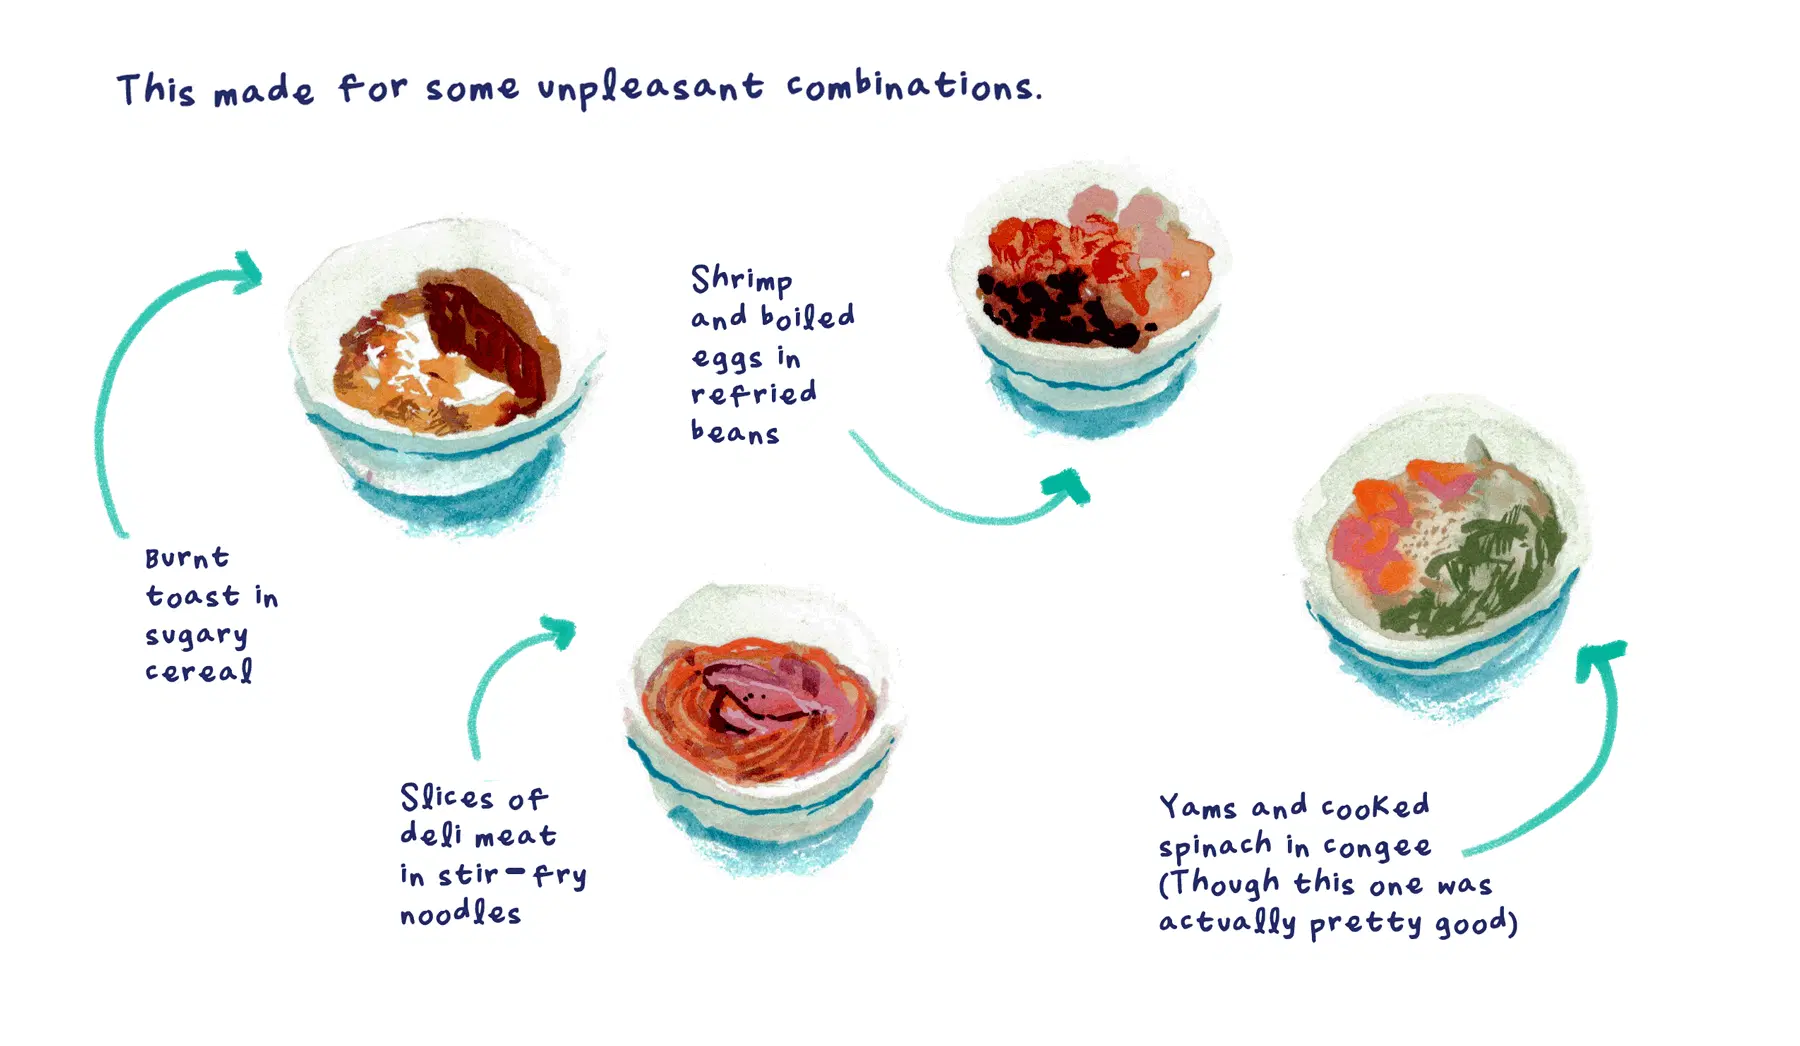 This made for some unpleasant combinations.
Burnt
toast in
sugary
cereal
Shrimp
and boiled
eggs in
refried
beans
Slices of
deli meat
in stir-fry
noodles
Yams and cooked
spinach in congee
(Though this one was
actually pretty good)